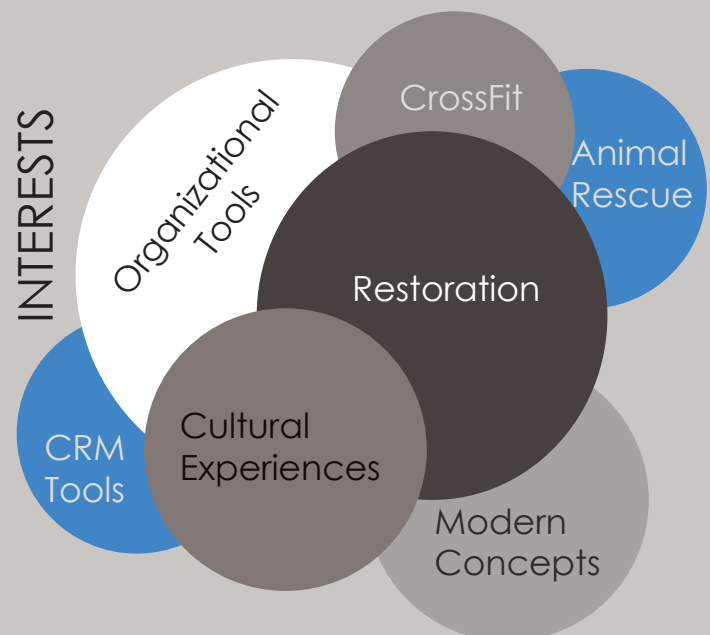 INTERESTS
Organizational
Tools
CrossFit
Animal
Rescue
Restoration
Cultural
Experiences
CRM
Tools
Modern
Concepts